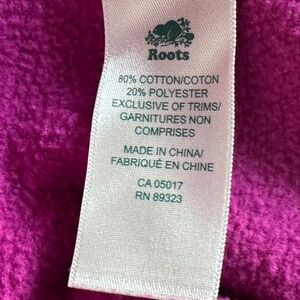 Roots
80% COTTON/COTON
20% POLYESTER
EXCLUSIVE OF TRIMS/
GARNITURES NON
COMPRISES
MADE IN CHINA/
FABRIQUÉ EN CHINE
CA 05017
RN 89323